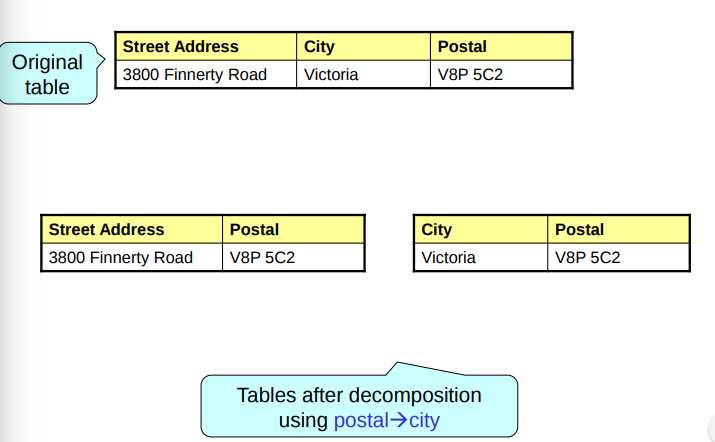 Original
table
Street Address City Postal
3800 Finnerty Road Victoria V8P 5C2
Street Address Postal
3800 Finnerty Road V8P 5C2
City Postal
Victoria V8P 5C2
Tables after decomposition
using postal→city